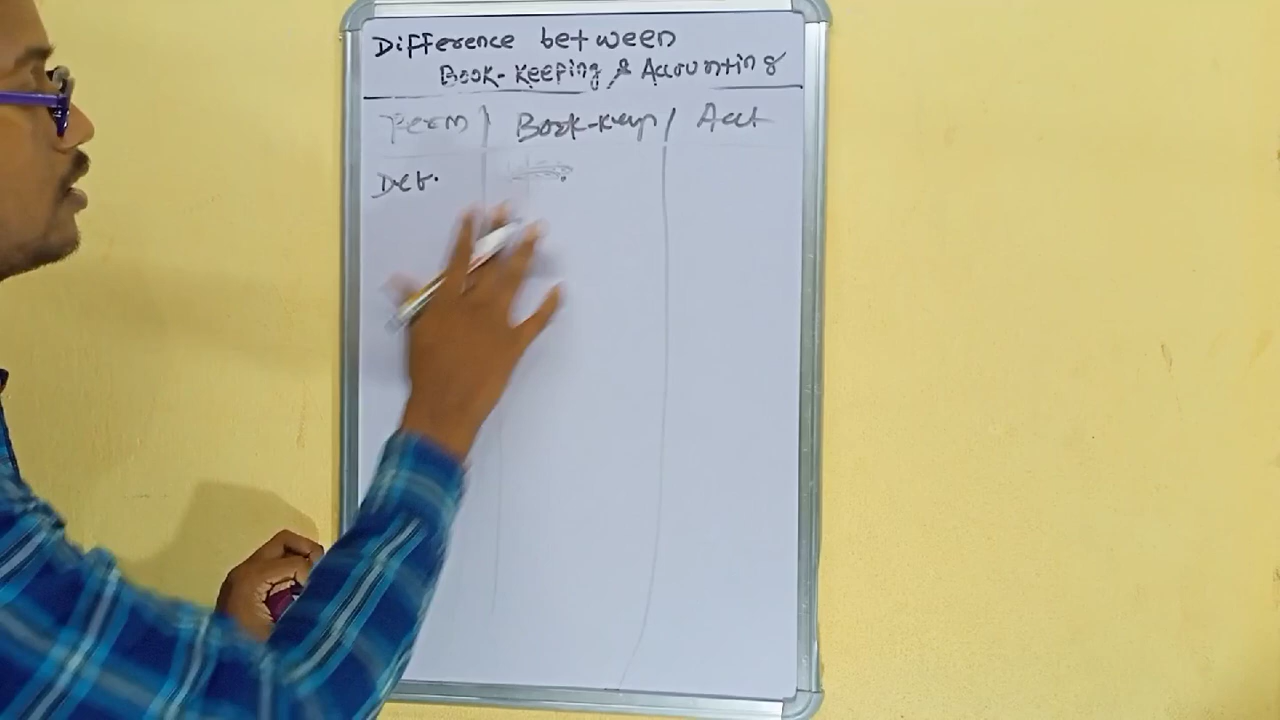 Difference between
Book-Keeping & Accounting
Term | Book-keep | Act
Def.